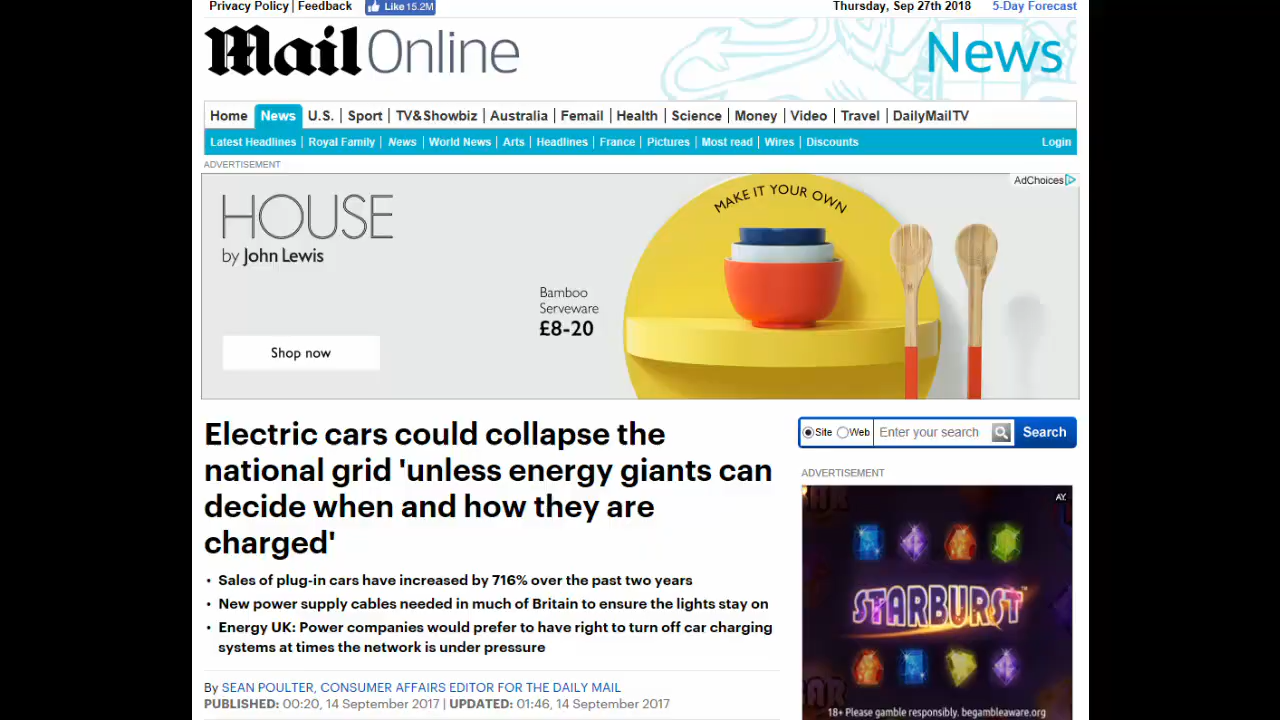 Privacy Policy | Feedback
Like 15.2M
Thursday, Sep 27th 2018
5-Day Forecast
Mail Online
News
Home
News
U.S.
Sport
TV&Showbiz
Australia
Femail
Health
Science
Money
Video
Travel
DailyMailTV
Latest Headlines
Royal Family
News
World News
Arts
Headlines
France
Pictures
Most read
Wires
Discounts
Login
ADVERTISEMENT
AdChoices
HOUSE
by John Lewis
MAKE IT YOUR OWN
Bamboo
Serveware
£8-20
Shop now
Electric cars could collapse the
national grid 'unless energy giants can
decide when and how they are
charged'
• Sales of plug-in cars have increased by 716% over the past two years
• New power supply cables needed in much of Britain to ensure the lights stay on
• Energy UK: Power companies would prefer to have right to turn off car charging
systems at times the network is under pressure
By SEAN POULTER, CONSUMER AFFAIRS EDITOR FOR THE DAILY MAIL
PUBLISHED: 00:20, 14 September 2017 | UPDATED: 01:46, 14 September 2017
Site
Web
Enter your search
Search
ADVERTISEMENT
STARBURST
18+ Please gamble responsibly. begambleaware.org